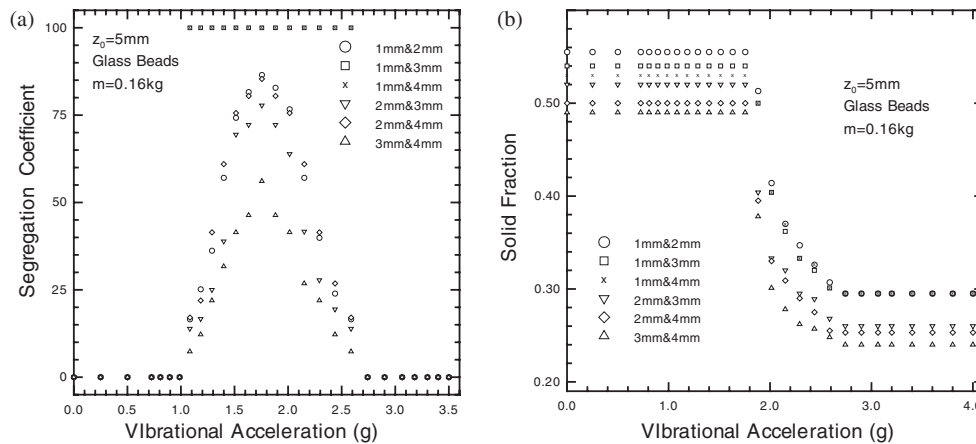 (a)
100
75
50
25
0
Segregation Coefficient
z0=5mm
Glass Beads
m=0.16kg
1mm&2mm
1mm&3mm
1mm&4mm
2mm&3mm
2mm&4mm
3mm&4mm
0.0 0.5 1.0 1.5 2.0 2.5 3.0 3.5
VIbrational Acceleration (g)
(b)
0.50
0.40
0.30
0.20
Solid Fraction
z0=5mm
Glass Beads
m=0.16kg
1mm&2mm
1mm&3mm
1mm&4mm
2mm&3mm
2mm&4mm
3mm&4mm
0.0 1.0 2.0 3.0 4.0
VIbrational Acceleration (g)